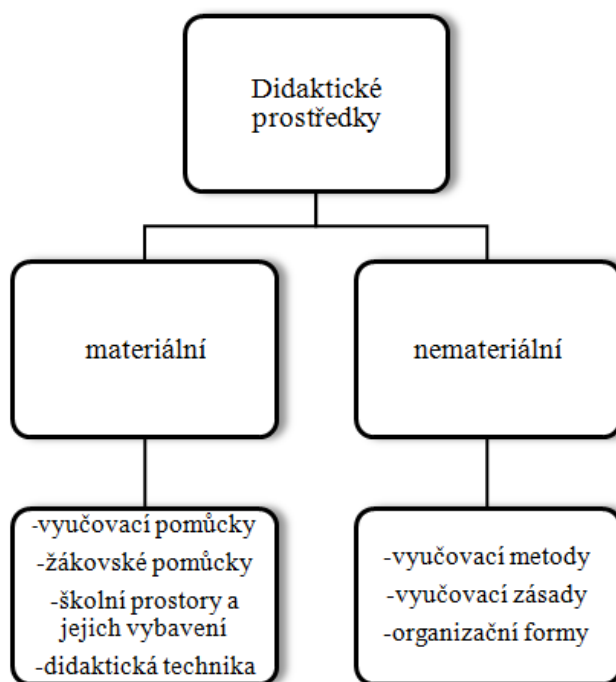 Didaktické
prostředky
materiální
nemateriální
-vyučovací pomůcky
-žákovské pomůcky
-školní prostory a
jejich vybavení
-didaktická technika
-vyučovací metody
-vyučovací zásady
-organizační formy